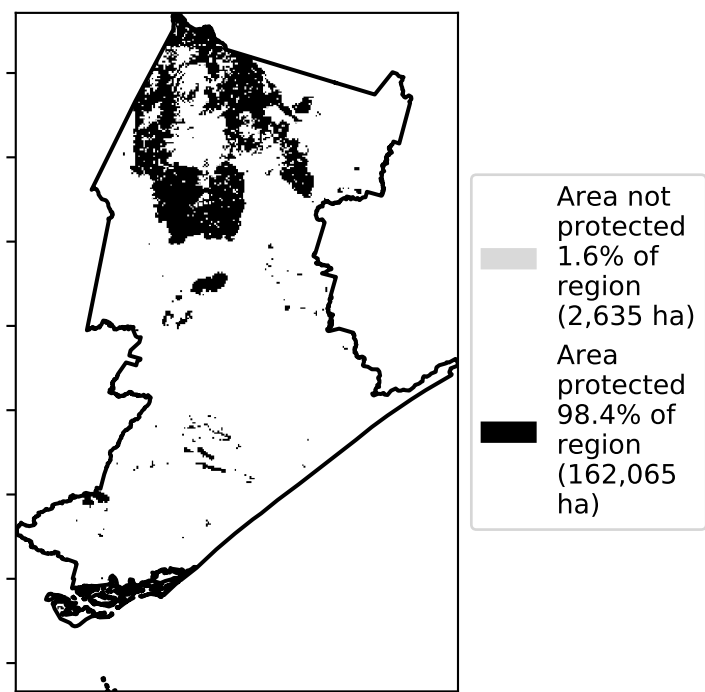 Area not
protected
1.6% of
region
(2,635 ha)
Area
protected
98.4% of
region
(162,065
ha)